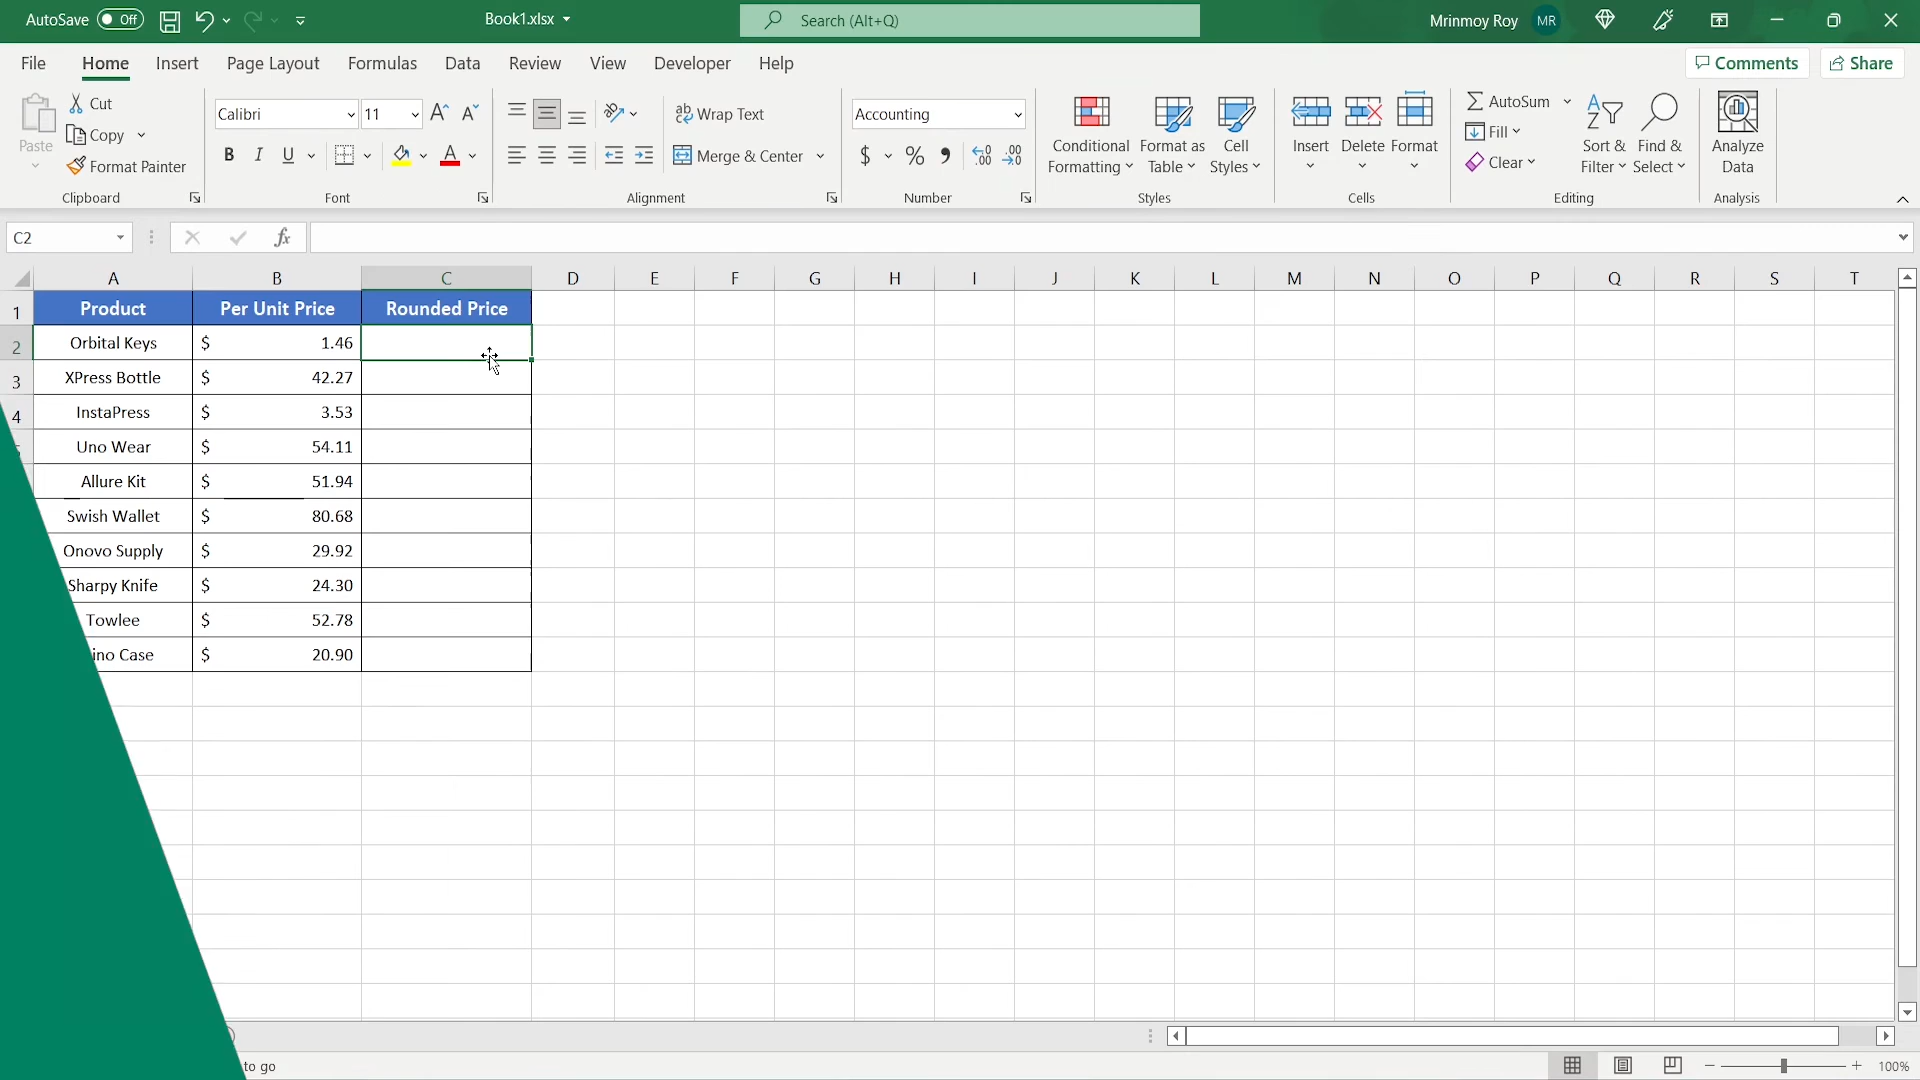 AutoSave Off Book1.xlsx Search (Alt+Q) Mrinmoy Roy MR
File Home Insert Page Layout Formulas Data Review View Developer Help Comments Share
Paste Cut Copy Format Painter Clipboard
Calibri 11 B I U Font
Wrap Text Merge & Center Alignment
Accounting $ % Number
Conditional Formatting Format as Table Cell Styles Styles
Insert Delete Format Cells
AutoSum Fill Clear Sort & Filter Find & Select Editing
Analyze Data Analysis
C2 fx
A B C D E F G H I J K L M N O P Q R S T
1 Product Per Unit Price Rounded Price
2 Orbital Keys $ 1.46
3 XPress Bottle $ 42.27
4 InstaPress $ 3.53
Uno Wear $ 54.11
Allure Kit $ 51.94
Swish Wallet $ 80.68
Onovo Supply $ 29.92
Sharpy Knife $ 24.30
Towlee $ 52.78
ino Case $ 20.90
to go 100%